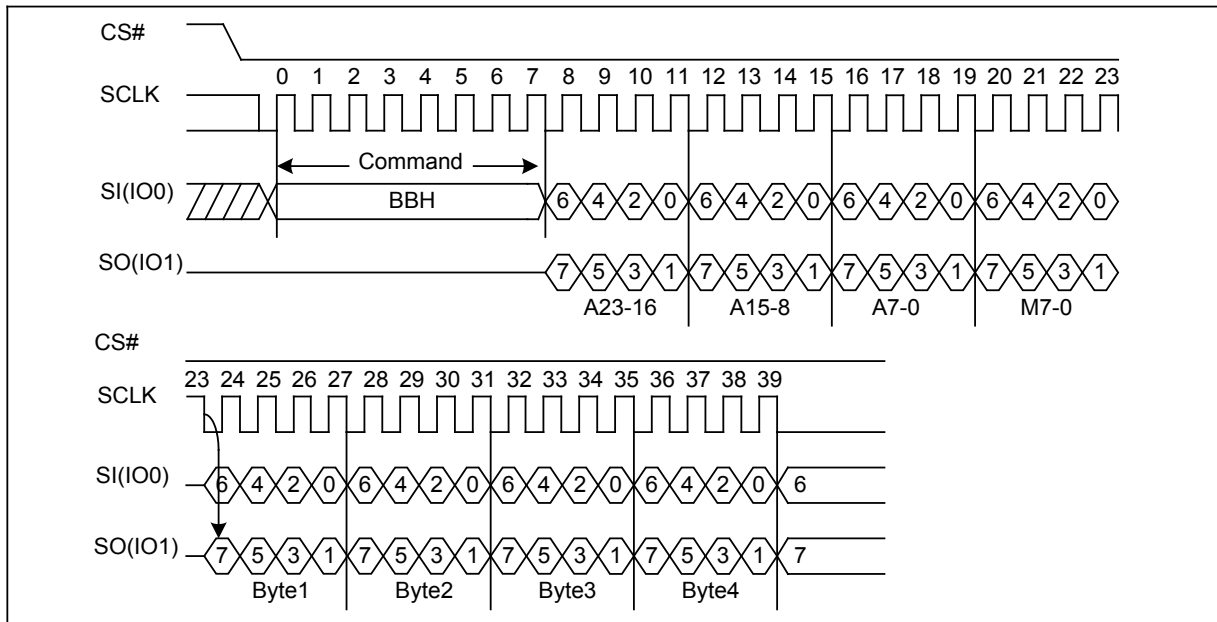 CS#
0 1 2 3 4 5 6 7 8 9 10 11 12 13 14 15 16 17 18 19 20 21 22 23
SCLK
Command
SI(IO0)
BBH 6 4 2 0 6 4 2 0 6 4 2 0 6 4 2 0
SO(IO1)
7 5 3 1 7 5 3 1 7 5 3 1 7 5 3 1
A23-16 A15-8 A7-0 M7-0
CS#
23 24 25 26 27 28 29 30 31 32 33 34 35 36 37 38 39
SCLK
SI(IO0)
6 4 2 0 6 4 2 0 6 4 2 0 6 4 2 0 6
SO(IO1)
7 5 3 1 7 5 3 1 7 5 3 1 7 5 3 1 7
Byte1 Byte2 Byte3 Byte4